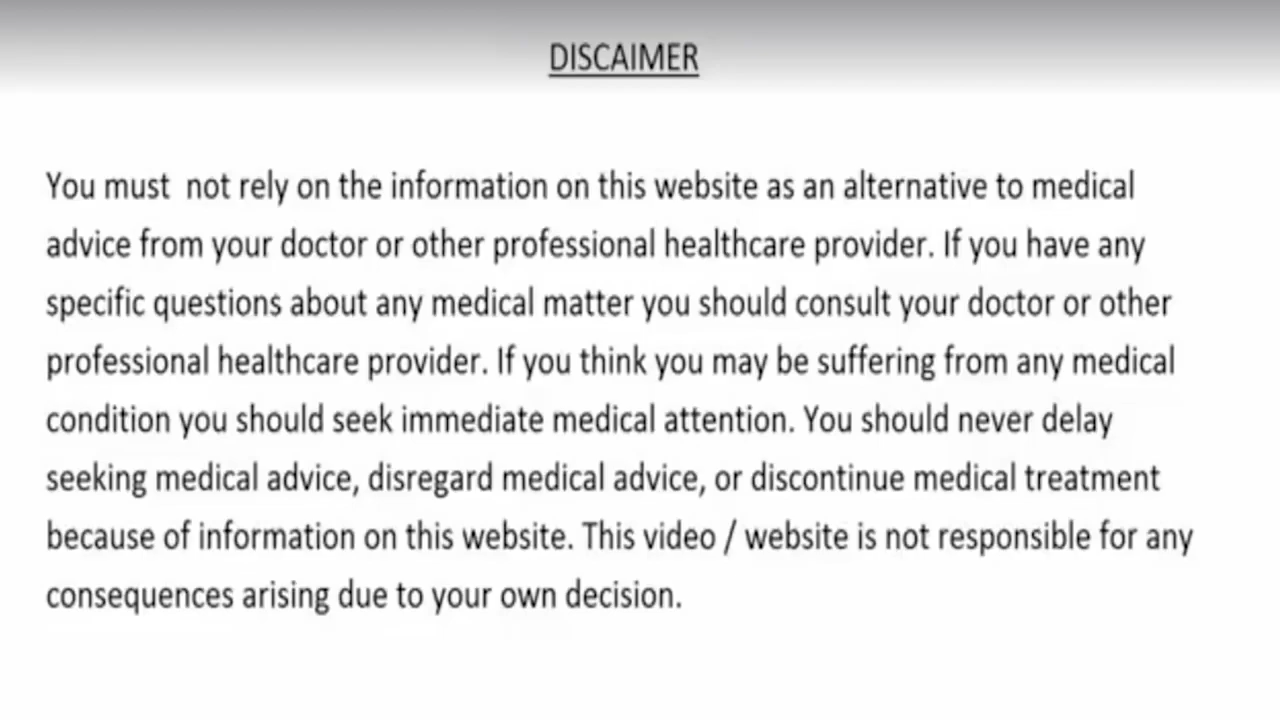 DISCAIMER
You must  not rely on the information on this website as an alternative to medical
advice from your doctor or other professional healthcare provider. If you have any
specific questions about any medical matter you should consult your doctor or other
professional healthcare provider. If you think you may be suffering from any medical
condition you should seek immediate medical attention. You should never delay
seeking medical advice, disregard medical advice, or discontinue medical treatment
because of information on this website. This video / website is not responsible for any
consequences arising due to your own decision.